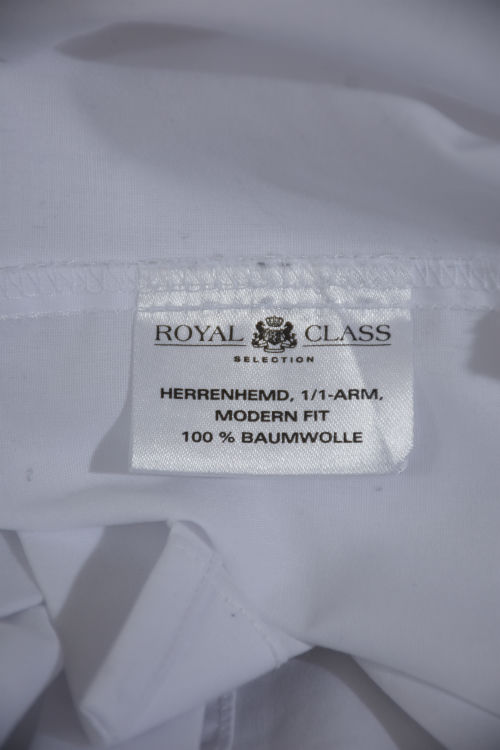 ROYAL CLASS
SELECTION
HERRENHEMD, 1/1-ARM,
MODERN FIT
100 % BAUMWOLLE